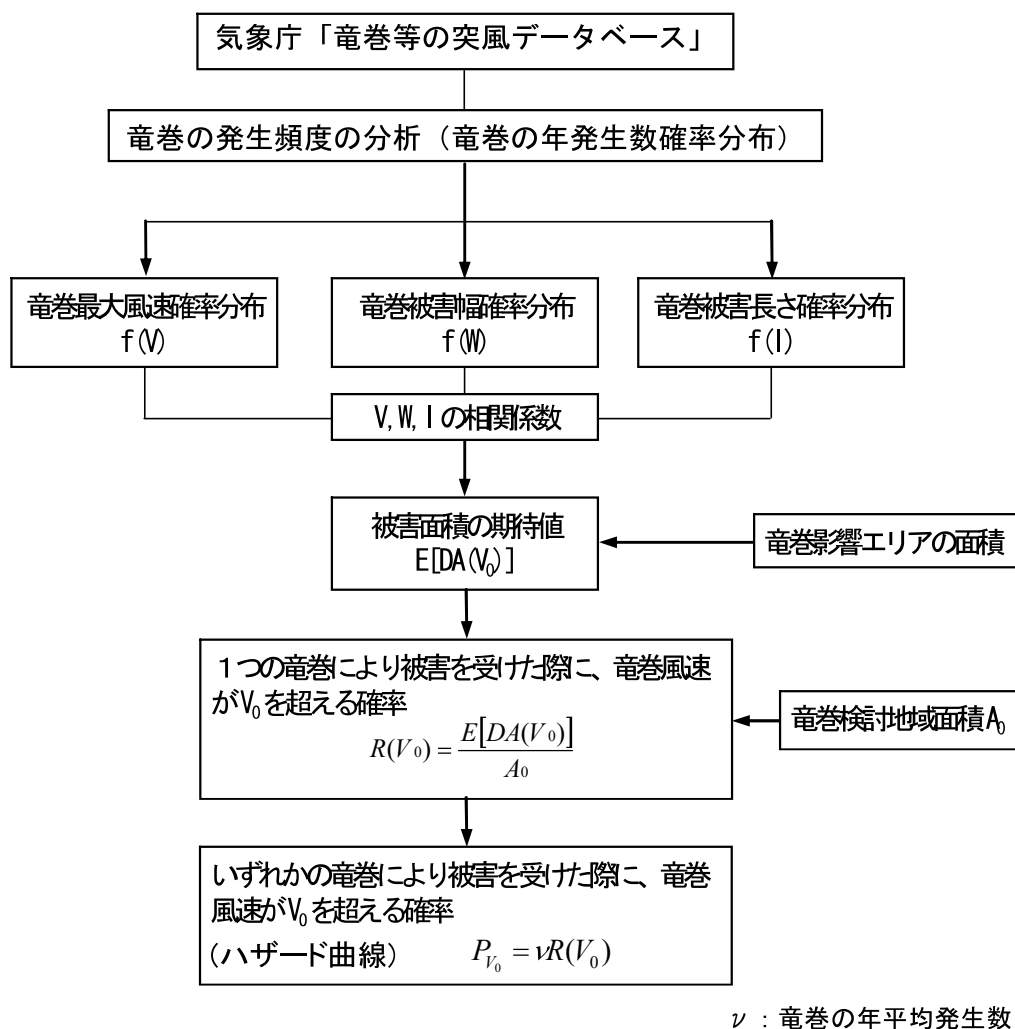 気象庁「竜巻等の突風データベース」
竜巻の発生頻度の分析（竜巻の年発生数確率分布）
竜巻最大風速確率分布
f(V)
竜巻被害幅確率分布
f(W)
竜巻被害長さ確率分布
f(l)
V,W,lの相関係数
被害面積の期待値
E[DA(V₀)]
竜巻影響エリアの面積
１つの竜巻により被害を受けた際に、竜巻風速
がV₀を超える確率
R(V₀) = E[DA(V₀)] / A₀
竜巻検討地域面積A₀
いずれかの竜巻により被害を受けた際に、竜巻
風速がV₀を超える確率
(ハザード曲線) P_{V₀} = νR(V₀)
ν：竜巻の年平均発生数